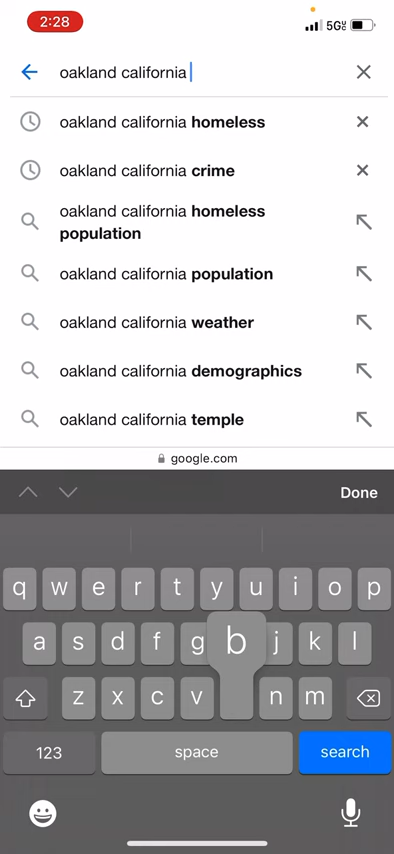 2:28
5G
oakland california
oakland california homeless
oakland california crime
oakland california homeless
population
oakland california population
oakland california weather
oakland california demographics
oakland california temple
google.com
Done
q w e r t y u i o p
a s d f g b j k l
z x c v n m
123 space search